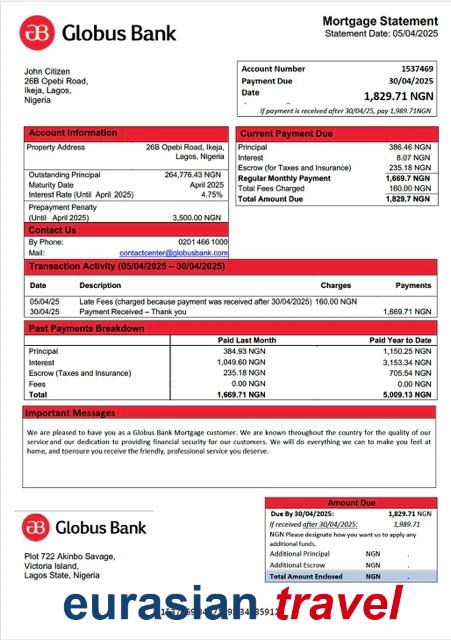 Globus Bank
Mortgage Statement
Statement Date: 05/04/2025
John Citizen
26B Opebi Road,
Ikeja, Lagos,
Nigeria
Account Number 1537469
Payment Due 30/04/2025
Date
1,829.71 NGN
If payment is received after 30/04/25, pay 1,989.71NGN
Account Information
Property Address 26B Opebi Road, Ikeja,
Lagos, Nigeria
Outstanding Principal 264,776.43 NGN
Maturity Date April 2025
Interest Rate (Until April 2025) 4.75%
Prepayment Penalty
(Until April 2025) 3,500.00 NGN
Contact Us
By Phone: 0201 466 1000
Mail: contactcenter@globusbank.com
Current Payment Due
Principal 386.46 NGN
Interest 8.07 NGN
Escrow (for Taxes and Insurance) 235.18 NGN
Regular Monthly Payment 1,669.7 NGN
Total Fees Charged 160.00 NGN
Total Amount Due 1,829.7 NGN
Transaction Activity (05/04/2025 – 30/04/2025)
Date Description Charges Payments
05/04/25 Late Fees (charged because payment was received after 30/04/2025) 160.00 NGN
30/04/25 Payment Received – Thank you 1,669.71 NGN
Past Payments Breakdown
Paid Last Month Paid Year to Date
Principal 384.93 NGN 1,150.25 NGN
Interest 1,049.60 NGN 3,153.34 NGN
Escrow (Taxes and Insurance) 235.18 NGN 705.54 NGN
Fees 0.00 NGN 0.00 NGN
Total 1,669.71 NGN 5,009.13 NGN
Important Messages
We are pleased to have you as a Globus Bank Mortgage customer. We are known throughout the country for the quality of our
service and our dedication to providing financial security for our customers. We will do everything we can to make you feel at
home, and toensure you receive the friendly, professional service you deserve.
Globus Bank
Plot 722 Akinbo Savage,
Victoria Island,
Lagos State, Nigeria
Amount Due
Due By 30/04/2025: 1,829.71 NGN
If received after 30/04/2025: 1,989.71
NGN Please designate how you want us to apply any
additional funds.
Additional Principal NGN .
Additional Escrow NGN .
Total Amount Enclosed NGN .
eurasian travel